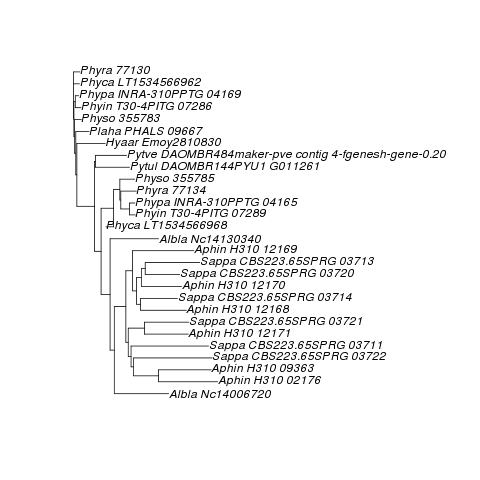 Phyra 77130
Phyca LT1534566962
Phypa INRA-310PPTG 04169
Phyin T30-4PITG 07286
Physo 355783
Plaha PHALS 09667
Hyaar Emoy2810830
Pytve DAOMBR484maker-pve contig 4-fgenesh-gene-0.20
Pytul DAOMBR144PYU1 G011261
Physo 355785
Phyra 77134
Phypa INRA-310PPTG 04165
Phyin T30-4PITG 07289
Phyca LT1534566968
Albla Nc14130340
Aphin H310 12169
Sappa CBS223.65SPRG 03713
Sappa CBS223.65SPRG 03720
Aphin H310 12170
Sappa CBS223.65SPRG 03714
Aphin H310 12168
Sappa CBS223.65SPRG 03721
Aphin H310 12171
Sappa CBS223.65SPRG 03711
Sappa CBS223.65SPRG 03722
Aphin H310 09363
Aphin H310 02176
Albla Nc14006720